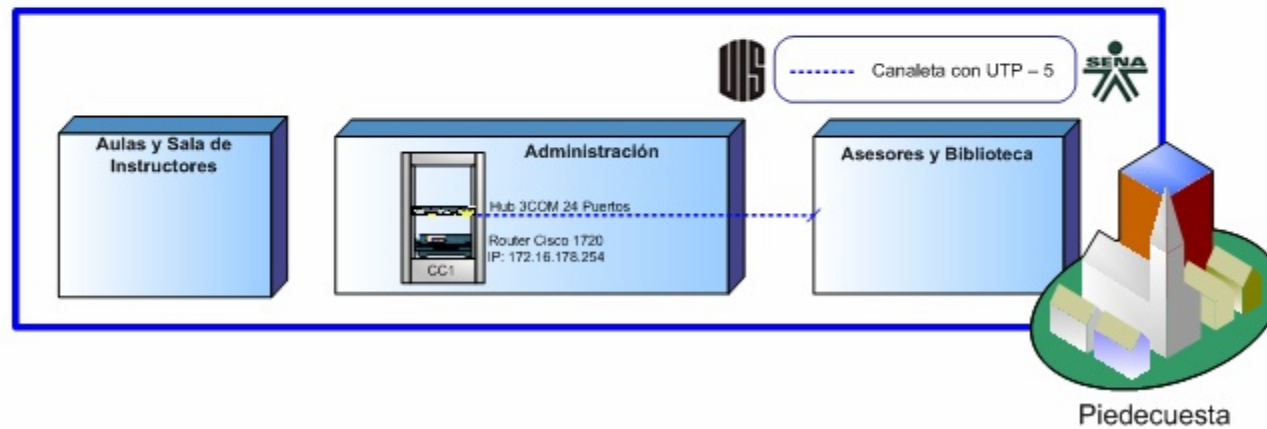 UIS
Canaleta con UTP – 5
SENA
Aulas y Sala de
Instructores
Administración
Hub 3COM 24 Puertos
Router Cisco 1720
IP: 172.16.178.254
CC1
Asesores y Biblioteca
Piedecuesta